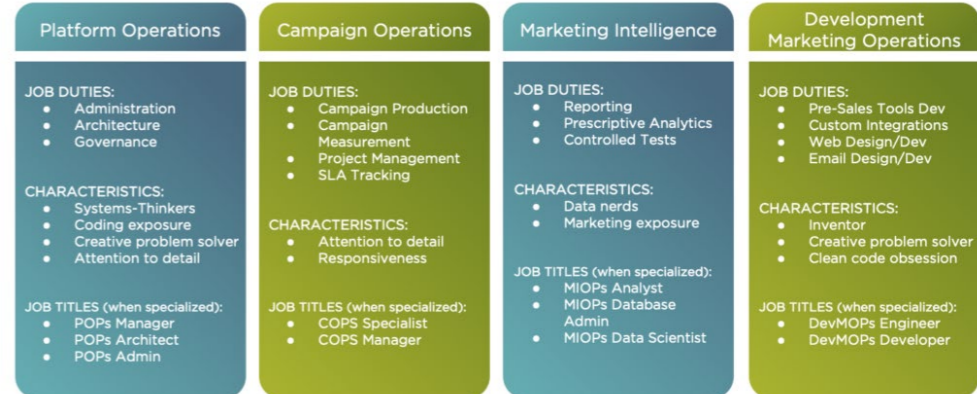 Platform Operations
JOB DUTIES:
Administration
Architecture
Governance
CHARACTERISTICS:
Systems-Thinkers
Coding exposure
Creative problem solver
Attention to detail
JOB TITLES (when specialized):
POPs Manager
POPs Architect
POPs Admin
Campaign Operations
JOB DUTIES:
Campaign Production
Campaign
Measurement
Project Management
SLA Tracking
CHARACTERISTICS:
Attention to detail
Responsiveness
JOB TITLES (when specialized):
COPS Specialist
COPS Manager
Marketing Intelligence
JOB DUTIES:
Reporting
Prescriptive Analytics
Controlled Tests
CHARACTERISTICS:
Data nerds
Marketing exposure
JOB TITLES (when specialized):
MIOPs Analyst
MIOPs Database
Admin
MIOPs Data Scientist
Development
Marketing Operations
JOB DUTIES:
Pre-Sales Tools Dev
Custom Integrations
Web Design/Dev
Email Design/Dev
CHARACTERISTICS:
Inventor
Creative problem solver
Clean code obsession
JOB TITLES (when specialized):
DevMOPs Engineer
DevMOPs Developer